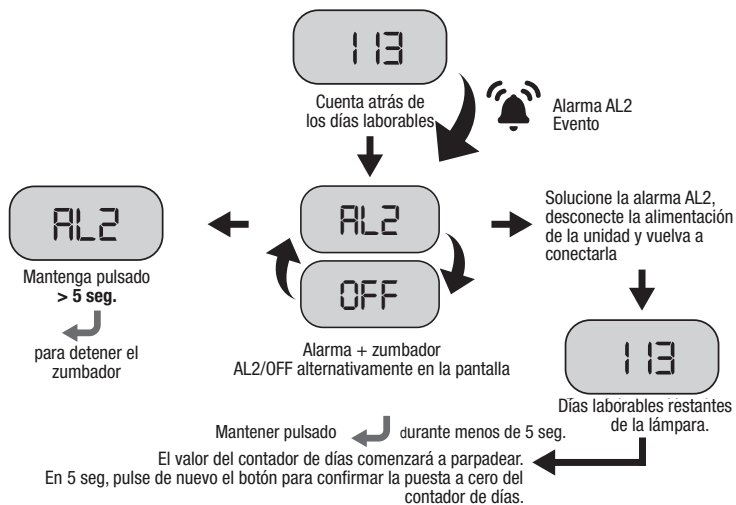 113
Cuenta atrás de
los días laborables
Alarma AL2
Evento
AL2
OFF
Alarma + zumbador
AL2/OFF alternativamente en la pantalla
AL2
Mantenga pulsado
> 5 seg.
para detener el
zumbador
Solucione la alarma AL2,
desconecte la alimentación
de la unidad y vuelva a
conectarla
113
Días laborables restantes
de la lámpara.
Mantener pulsado durante menos de 5 seg.
El valor del contador de días comenzará a parpadear.
En 5 seg, pulse de nuevo el botón para confirmar la puesta a cero del
contador de días.